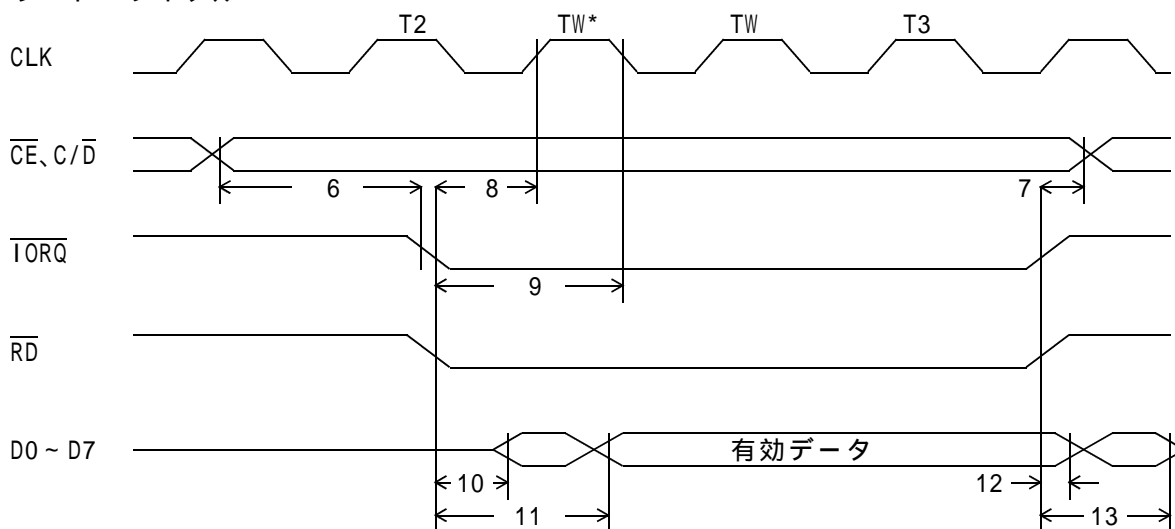 T2 TW* TW T3
CLK
CE、C/D
6 8 7
IORQ
9
RD
D0 ~ D7 有効データ
10 12
11 13